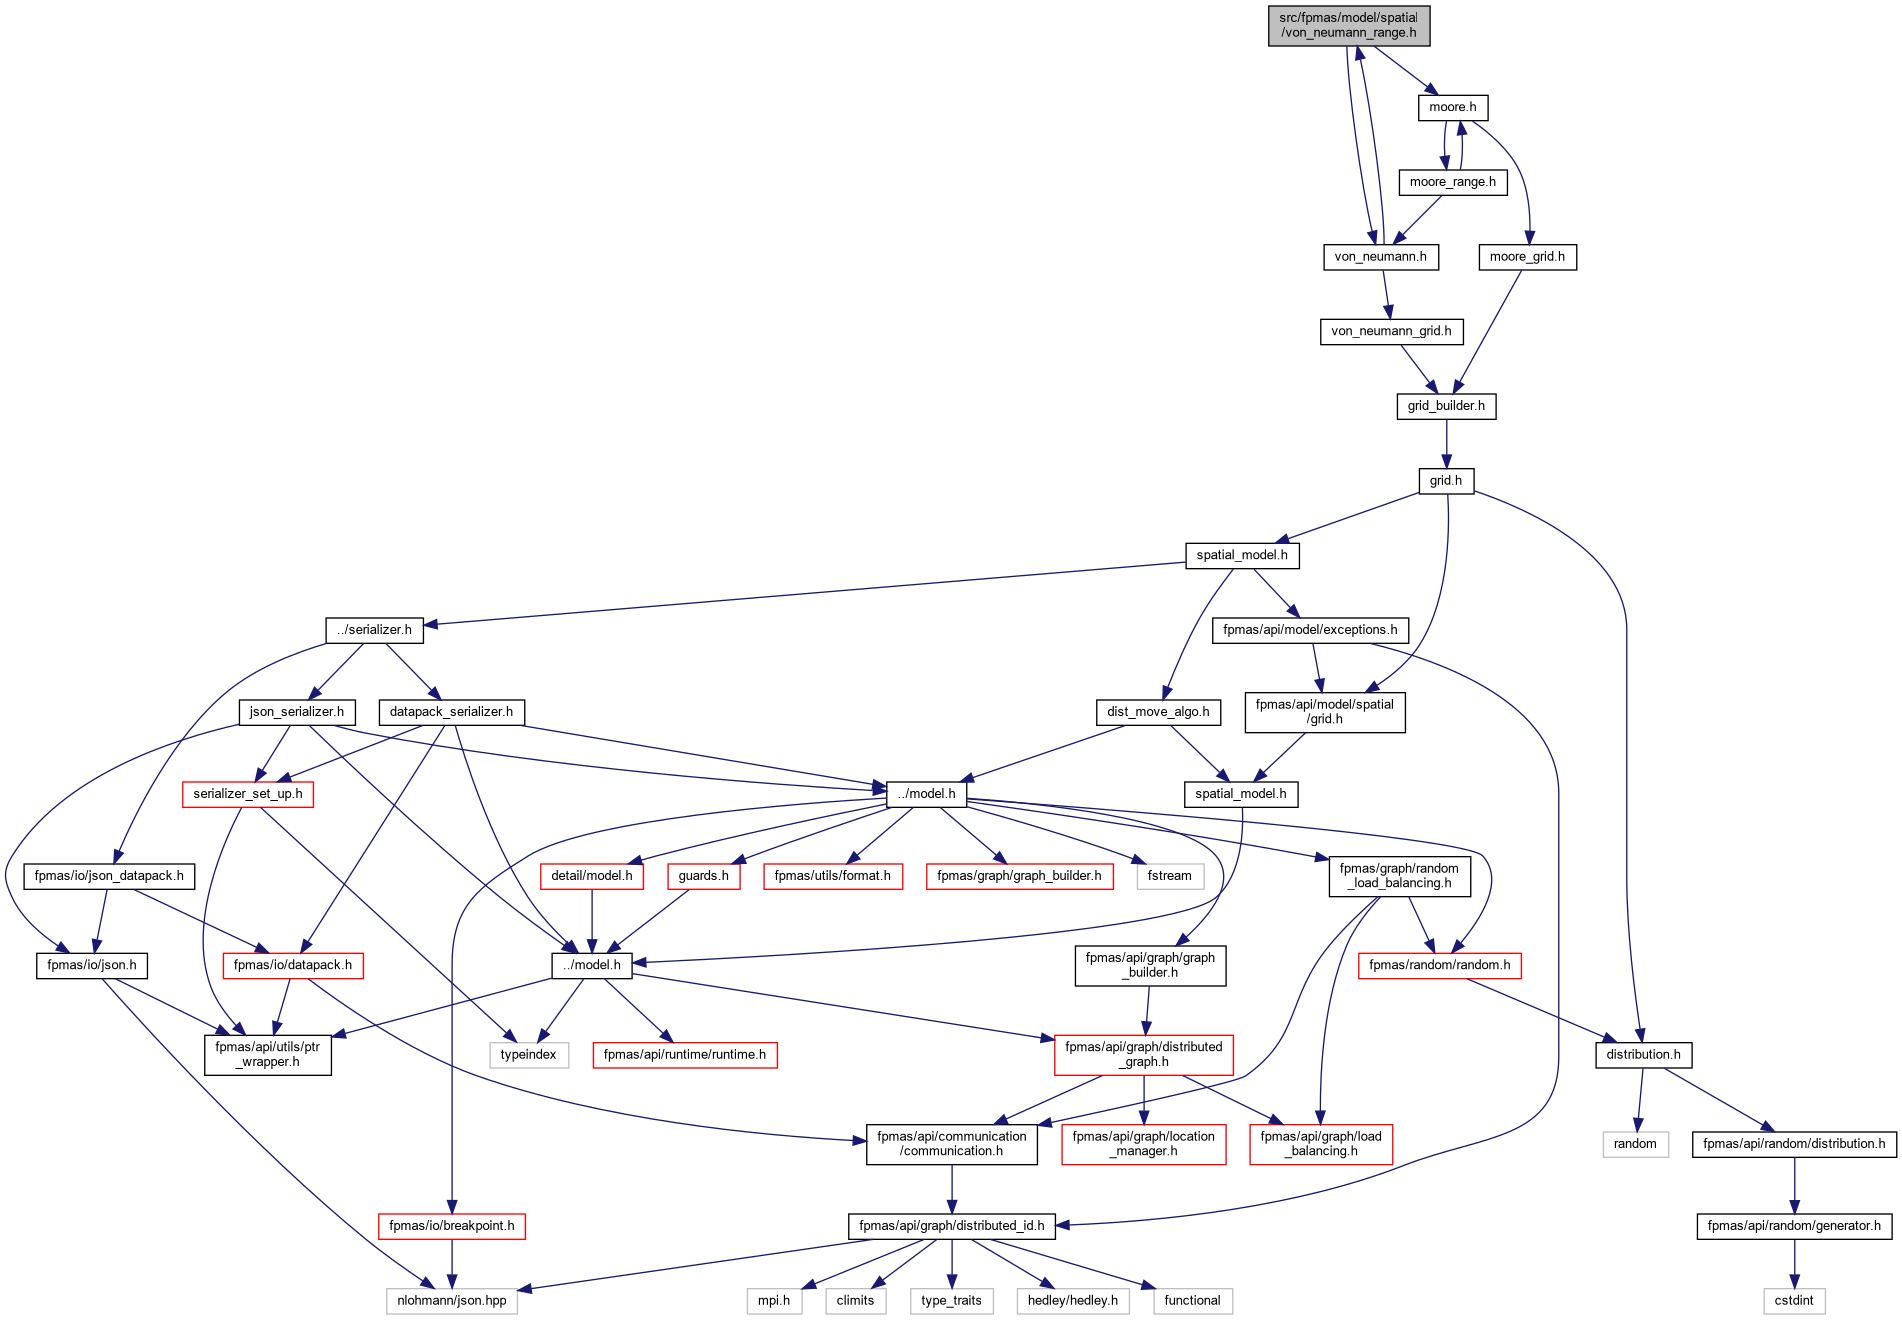 src/fpmas/model/spatial
/von_neumann_range.h
moore.h
moore_range.h
von_neumann.h
moore_grid.h
von_neumann_grid.h
grid_builder.h
grid.h
spatial_model.h
../serializer.h
fpmas/api/model/exceptions.h
json_serializer.h
datapack_serializer.h
dist_move_algo.h
fpmas/api/model/spatial
/grid.h
serializer_set_up.h
../model.h
spatial_model.h
fpmas/io/json_datapack.h
detail/model.h
guards.h
fpmas/utils/format.h
fpmas/graph/graph_builder.h
fstream
fpmas/graph/random
_load_balancing.h
fpmas/io/json.h
fpmas/io/datapack.h
../model.h
fpmas/api/graph/graph
_builder.h
fpmas/random/random.h
fpmas/api/utils/ptr
_wrapper.h
typeindex
fpmas/api/runtime/runtime.h
fpmas/api/graph/distributed
_graph.h
distribution.h
fpmas/api/communication
/communication.h
fpmas/api/graph/location
_manager.h
fpmas/api/graph/load
_balancing.h
random
fpmas/api/random/distribution.h
fpmas/io/breakpoint.h
fpmas/api/graph/distributed_id.h
fpmas/api/random/generator.h
nlohmann/json.hpp
mpi.h
climits
type_traits
hedley/hedley.h
functional
cstdint